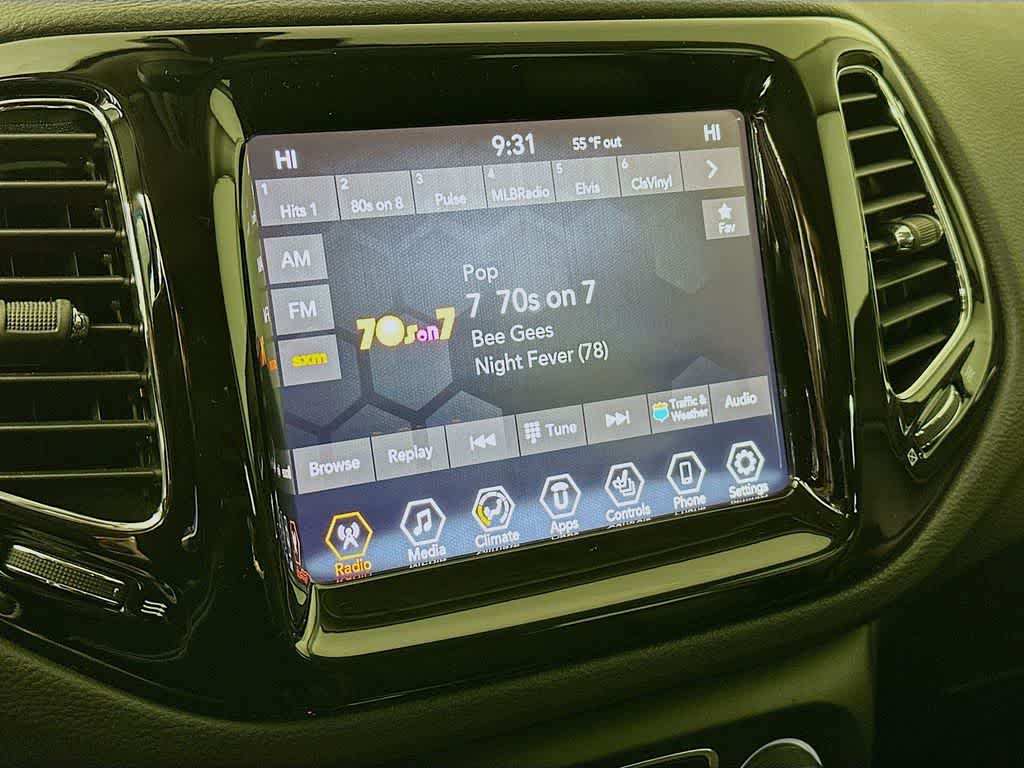 HI 9:31 55 °F out HI
1 Hits 1
2 80s on 8
3 Pulse
4 MLBRadio
5 Elvis
6 ClsVinyl
Fav
AM
FM
sxm
70s on 7
Pop
7 70s on 7
Bee Gees
Night Fever (78)
Browse
Replay
Tune
Traffic &
Weather
Audio
Radio
Media
Climate
Apps
Controls
Phone
Settings